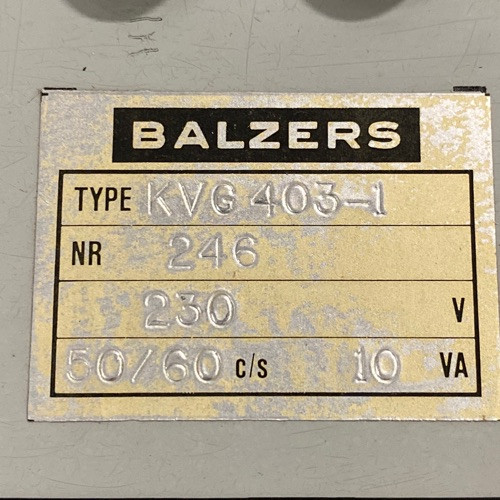 BALZERS
TYPE KVG 403-1
NR 246
230 V
50/60 c/s 10 VA